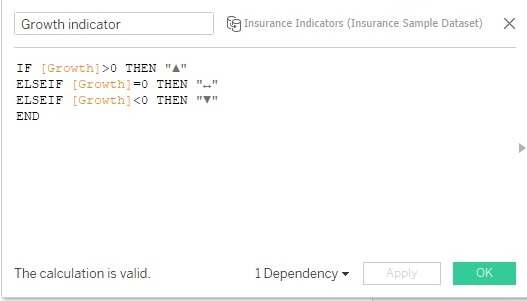 Growth indicator
Insurance Indicators (Insurance Sample Dataset)
IF [Growth]>0 THEN "▲"
ELSEIF [Growth]=0 THEN "↔"
ELSEIF [Growth]<0 THEN "▼"
END
The calculation is valid.
1 Dependency ▾
Apply
OK